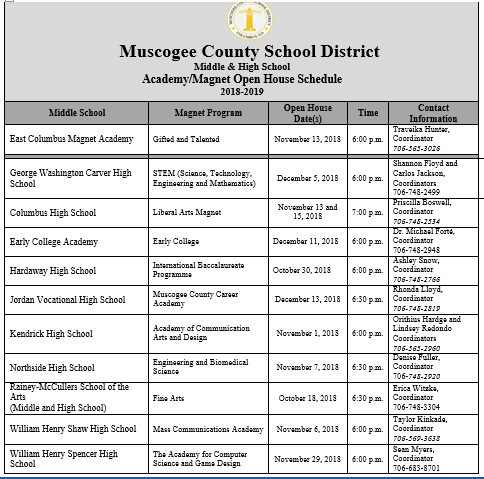 Muscogee County School District
Middle & High School
Academy/Magnet Open House Schedule
2018-2019
Middle School
Magnet Program
Open House
Date(s)
Time
Contact
Information
East Columbus Magnet Academy
Gifted and Talented
November 13, 2018
6:00 p.m.
Traveika Hunter,
Coordinator
706-565-3026
George Washington Carver High
School
STEM (Science, Technology,
Engineering and Mathematics)
December 5, 2018
6:00 p.m.
Shannon Floyd and
Carlos Jackson,
Coordinators
706-748-2499
Columbus High School
Liberal Arts Magnet
November 13 and
15, 2018
7:00 p.m.
Priscilla Boswell,
Coordinator
706-748-2534
Early College Academy
Early College
December 11, 2018
6:00 p.m.
Dr. Michael Forté,
Coordinator
706-748-2948
Hardaway High School
International Baccalaureate
Programme
October 30, 2018
6:00 p.m.
Ashley Snow,
Coordinator
706-748-2766
Jordan Vocational High School
Muscogee County Career
Academy
December 13, 2018
6:30 p.m.
Rhonda Lloyd,
Coordinator
706-748-2819
Kendrick High School
Academy of Communication
Arts and Design
November 1, 2018
6:00 p.m.
Orithius Hardge and
Lindsey Redondo
Coordinators
706-565-2960
Northside High School
Engineering and Biomedical
Science
November 7, 2018
6:30 p.m.
Denise Fuller,
Coordinator
706-748-2920
Rainey-McCullers School of the
Arts
(Middle and High School)
Fine Arts
October 18, 2018
6:30 p.m.
Erica Witzke,
Coordinator
706-748-3304
William Henry Shaw High School
Mass Communications Academy
November 6, 2018
6:00 p.m.
Taylor Kinkade,
Coordinator
706-569-3638
William Henry Spencer High
School
The Academy for Computer
Science and Game Design
November 29, 2018
6:00 p.m.
Sean Myers,
Coordinator
706-683-8701